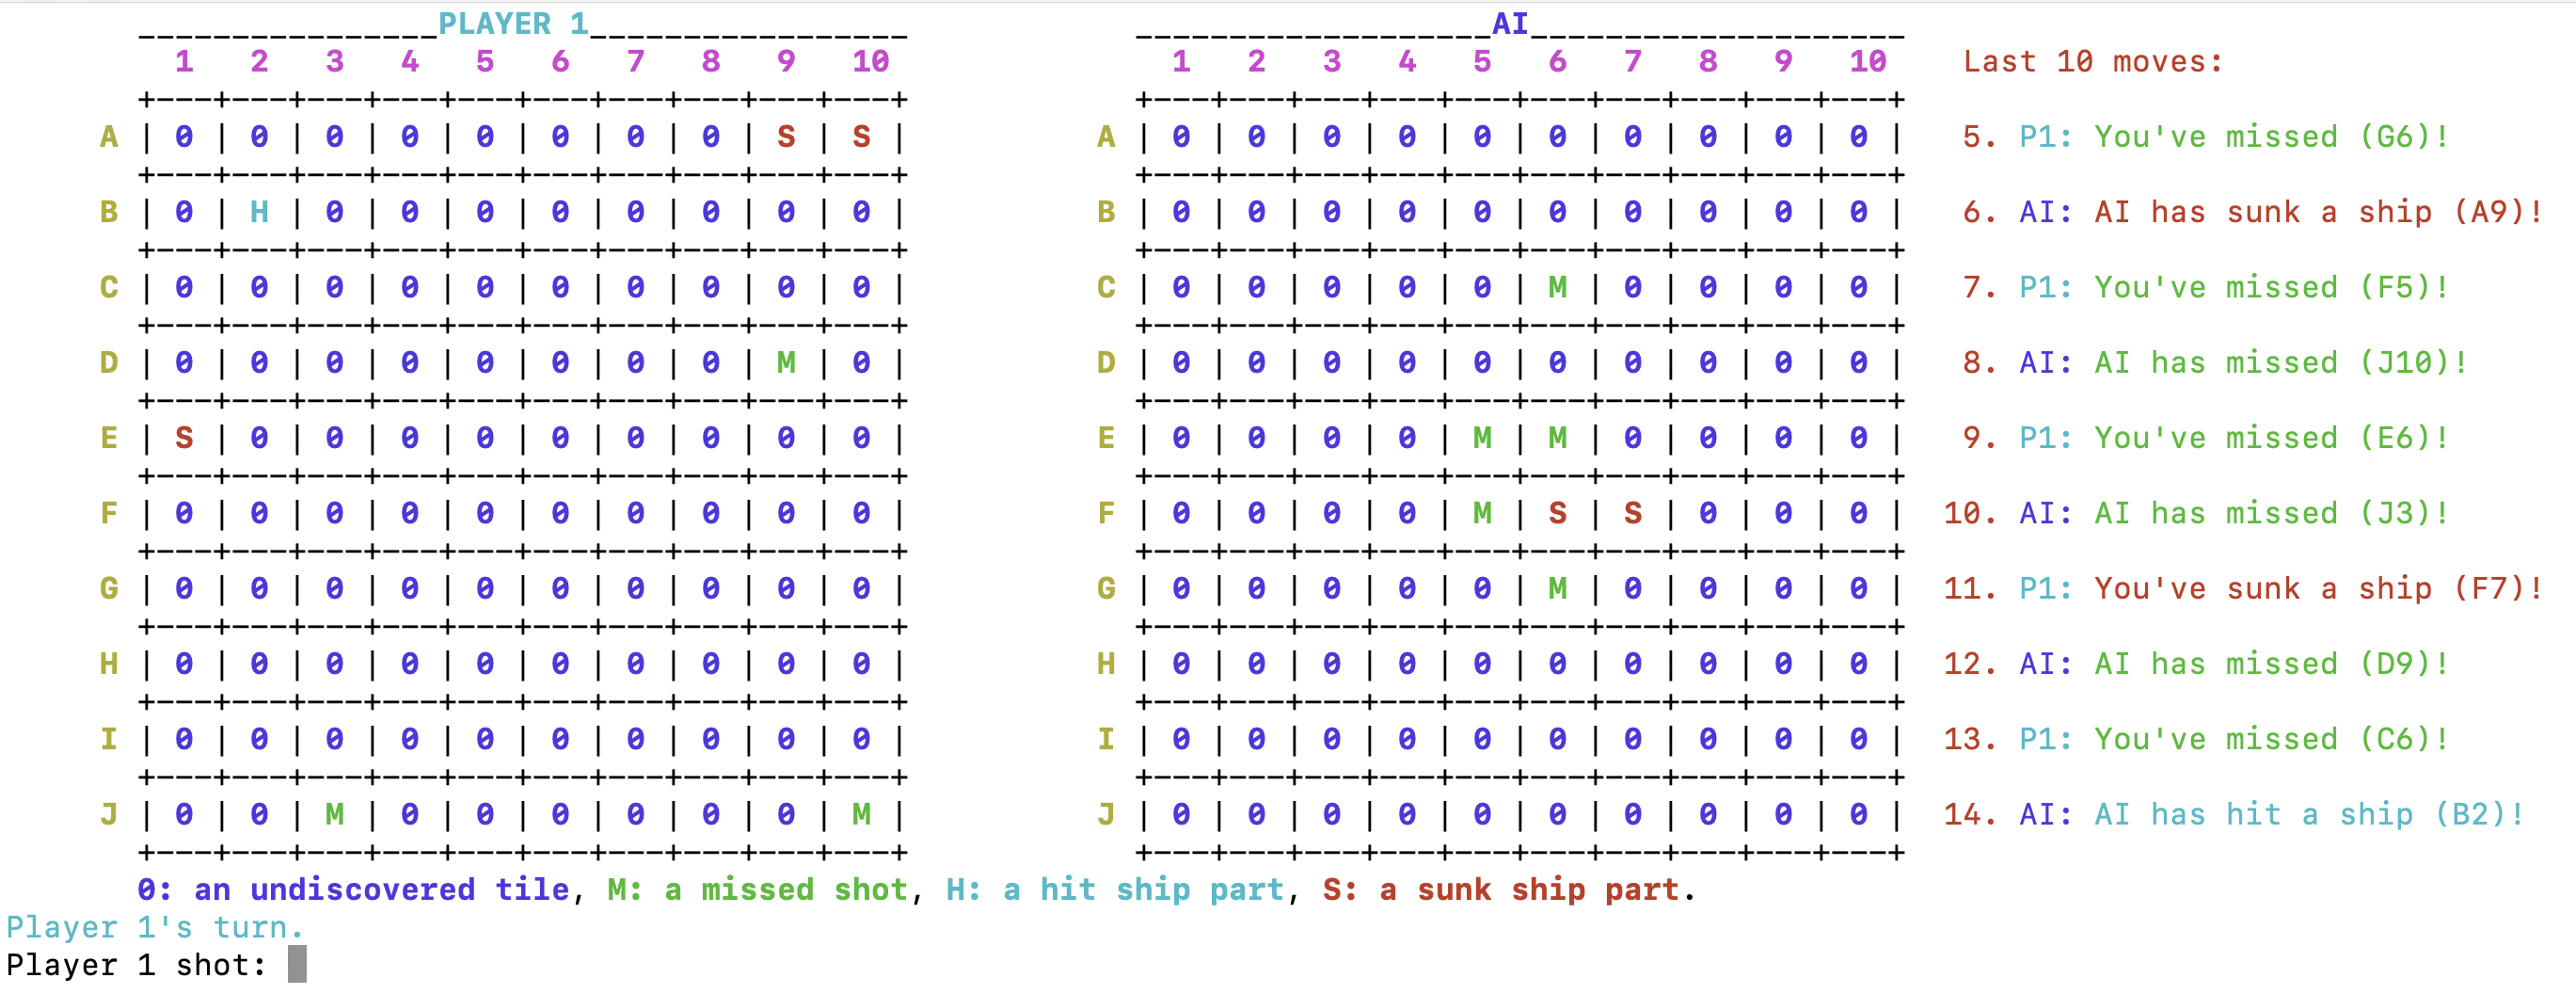 ________________PLAYER 1_________________ ___________________AI____________________
1 2 3 4 5 6 7 8 9 10 1 2 3 4 5 6 7 8 9 10 Last 10 moves:
+---+---+---+---+---+---+---+---+---+---+ +---+---+---+---+---+---+---+---+---+---+
A | 0 | 0 | 0 | 0 | 0 | 0 | 0 | 0 | S | S | A | 0 | 0 | 0 | 0 | 0 | 0 | 0 | 0 | 0 | 0 | 5. P1: You've missed (G6)!
+---+---+---+---+---+---+---+---+---+---+ +---+---+---+---+---+---+---+---+---+---+
B | 0 | H | 0 | 0 | 0 | 0 | 0 | 0 | 0 | 0 | B | 0 | 0 | 0 | 0 | 0 | 0 | 0 | 0 | 0 | 0 | 6. AI: AI has sunk a ship (A9)!
+---+---+---+---+---+---+---+---+---+---+ +---+---+---+---+---+---+---+---+---+---+
C | 0 | 0 | 0 | 0 | 0 | 0 | 0 | 0 | 0 | 0 | C | 0 | 0 | 0 | 0 | 0 | M | 0 | 0 | 0 | 0 | 7. P1: You've missed (F5)!
+---+---+---+---+---+---+---+---+---+---+ +---+---+---+---+---+---+---+---+---+---+
D | 0 | 0 | 0 | 0 | 0 | 0 | 0 | 0 | M | 0 | D | 0 | 0 | 0 | 0 | 0 | 0 | 0 | 0 | 0 | 0 | 8. AI: AI has missed (J10)!
+---+---+---+---+---+---+---+---+---+---+ +---+---+---+---+---+---+---+---+---+---+
E | S | 0 | 0 | 0 | 0 | 0 | 0 | 0 | 0 | 0 | E | 0 | 0 | 0 | 0 | M | M | 0 | 0 | 0 | 0 | 9. P1: You've missed (E6)!
+---+---+---+---+---+---+---+---+---+---+ +---+---+---+---+---+---+---+---+---+---+
F | 0 | 0 | 0 | 0 | 0 | 0 | 0 | 0 | 0 | 0 | F | 0 | 0 | 0 | 0 | M | S | S | 0 | 0 | 0 | 10. AI: AI has missed (J3)!
+---+---+---+---+---+---+---+---+---+---+ +---+---+---+---+---+---+---+---+---+---+
G | 0 | 0 | 0 | 0 | 0 | 0 | 0 | 0 | 0 | 0 | G | 0 | 0 | 0 | 0 | 0 | M | 0 | 0 | 0 | 0 | 11. P1: You've sunk a ship (F7)!
+---+---+---+---+---+---+---+---+---+---+ +---+---+---+---+---+---+---+---+---+---+
H | 0 | 0 | 0 | 0 | 0 | 0 | 0 | 0 | 0 | 0 | H | 0 | 0 | 0 | 0 | 0 | 0 | 0 | 0 | 0 | 0 | 12. AI: AI has missed (D9)!
+---+---+---+---+---+---+---+---+---+---+ +---+---+---+---+---+---+---+---+---+---+
I | 0 | 0 | 0 | 0 | 0 | 0 | 0 | 0 | 0 | 0 | I | 0 | 0 | 0 | 0 | 0 | 0 | 0 | 0 | 0 | 0 | 13. P1: You've missed (C6)!
+---+---+---+---+---+---+---+---+---+---+ +---+---+---+---+---+---+---+---+---+---+
J | 0 | 0 | M | 0 | 0 | 0 | 0 | 0 | 0 | M | J | 0 | 0 | 0 | 0 | 0 | 0 | 0 | 0 | 0 | 0 | 14. AI: AI has hit a ship (B2)!
+---+---+---+---+---+---+---+---+---+---+ +---+---+---+---+---+---+---+---+---+---+
0: an undiscovered tile, M: a missed shot, H: a hit ship part, S: a sunk ship part.
Player 1's turn.
Player 1 shot: